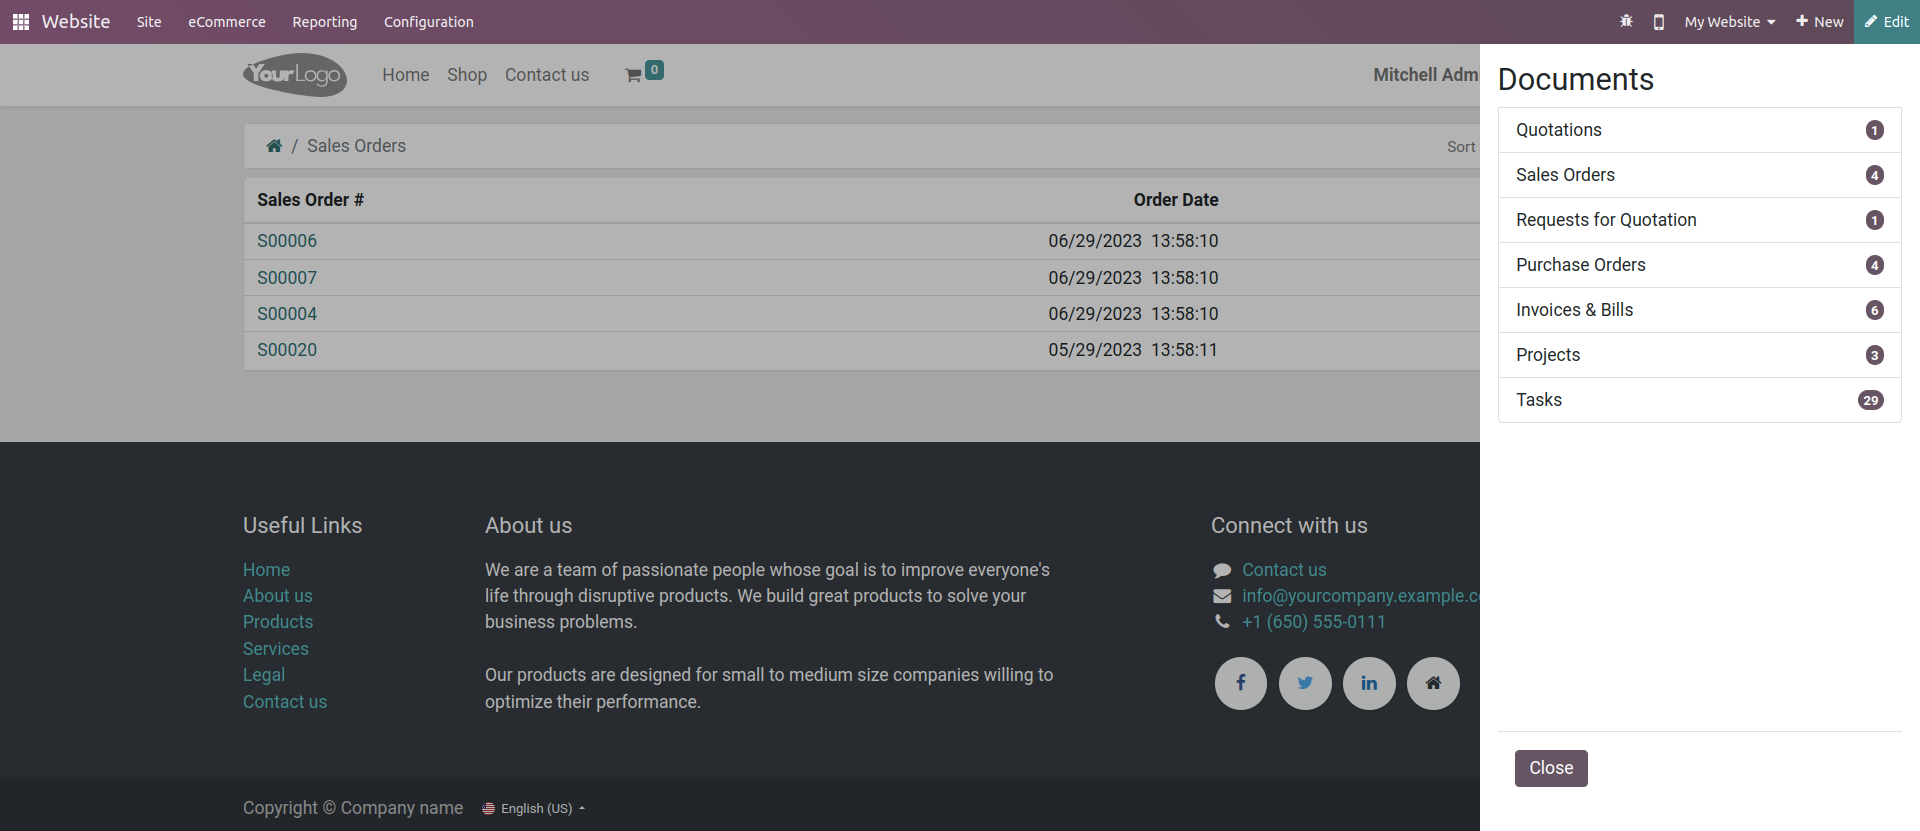 Website Site eCommerce Reporting Configuration My Website New Edit
YourLogo Home Shop Contact us 0 Mitchell Adm
/ Sales Orders Sort
Sales Order # Order Date
S00006 06/29/2023 13:58:10
S00007 06/29/2023 13:58:10
S00004 06/29/2023 13:58:10
S00020 05/29/2023 13:58:11
Documents
Quotations 1
Sales Orders 4
Requests for Quotation 1
Purchase Orders 4
Invoices & Bills 6
Projects 3
Tasks 29
Close
Useful Links
Home
About us
Products
Services
Legal
Contact us
About us
We are a team of passionate people whose goal is to improve everyone's
life through disruptive products. We build great products to solve your
business problems.
Our products are designed for small to medium size companies willing to
optimize their performance.
Connect with us
Contact us
info@yourcompany.example.c
+1 (650) 555-0111
Copyright © Company name English (US)